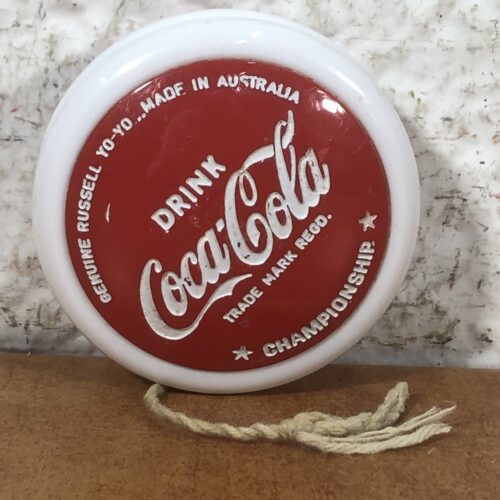 GENUINE RUSSELL YO-YO...MADE IN AUSTRALIA
DRINK
Coca-Cola
TRADE MARK REGD.
★ CHAMPIONSHIP ★